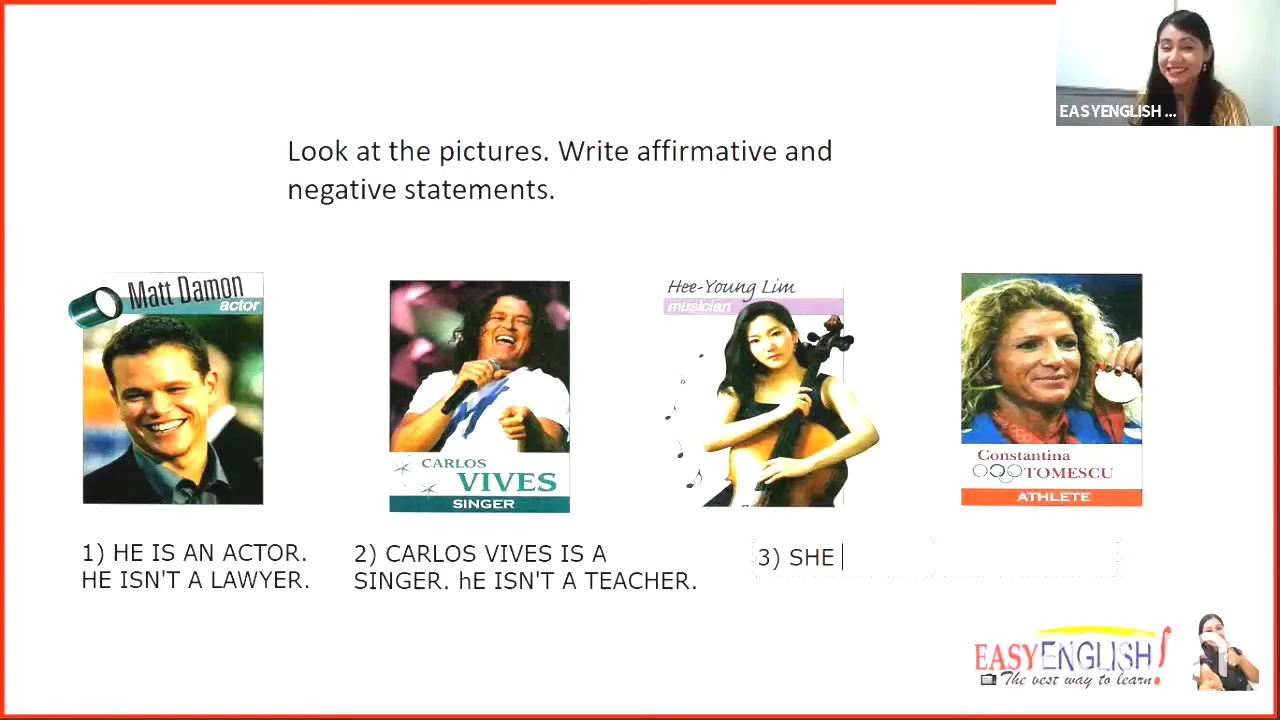 EASYENGLISH ...
Look at the pictures. Write affirmative and
negative statements.
Matt Damon
actor
CARLOS
VIVES
SINGER
Hee-Young Lim
musician
Constantina
TOMESCU
ATHLETE
1) HE IS AN ACTOR.
HE ISN'T A LAWYER.
2) CARLOS VIVES IS A
SINGER. hE ISN'T A TEACHER.
3) SHE
EASYENGLISH!
The best way to learn!